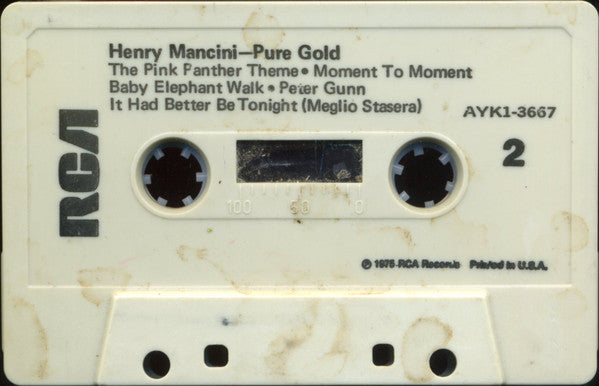 Henry Mancini—Pure Gold
The Pink Panther Theme • Moment To Moment
Baby Elephant Walk • Peter Gunn
It Had Better Be Tonight (Meglio Stasera)
AYK1-3667
RCA
2
100 50 0
℗ 1975 RCA Records Printed in U.S.A.